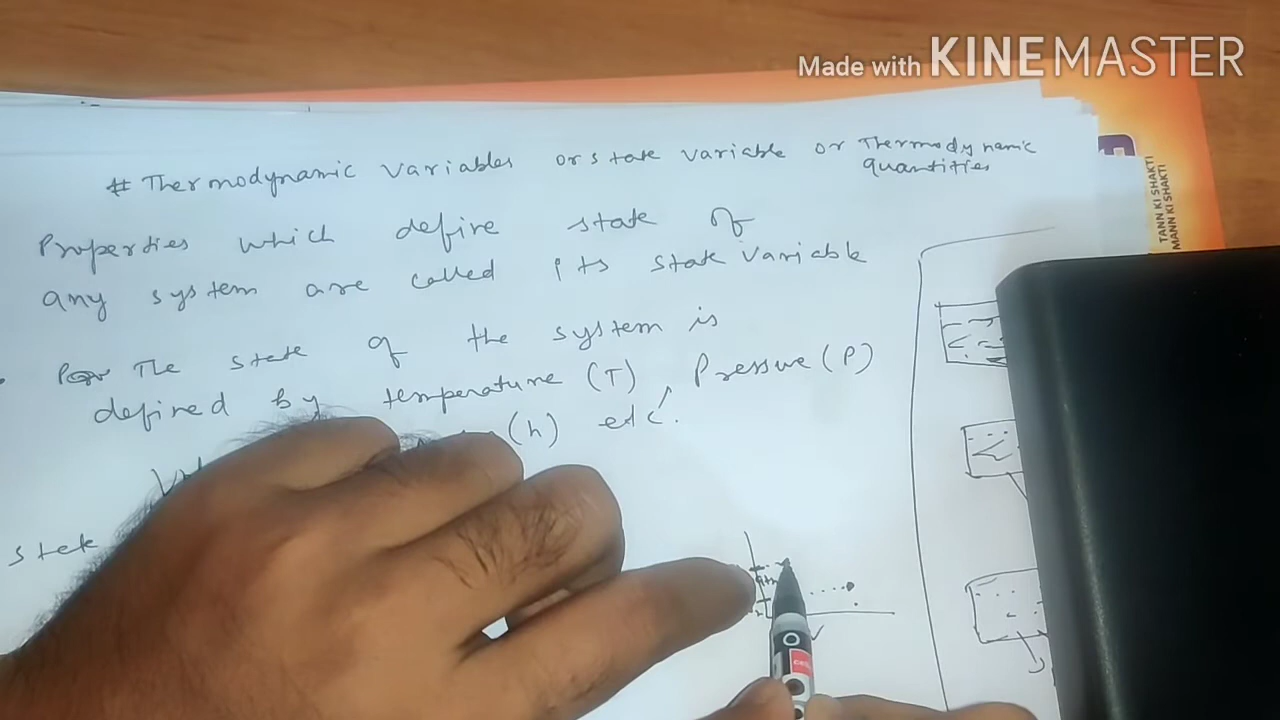 Made with KINEMASTER
# Thermodynamic variables or state variable or Thermodynamic
quantities
Properties which define state of
any system are called its state variable
The state of the system is
defined by temperature (T), Pressure (P)
(h) etc.
TANN KI SHAKTI
MANN KI SHAKTI
V